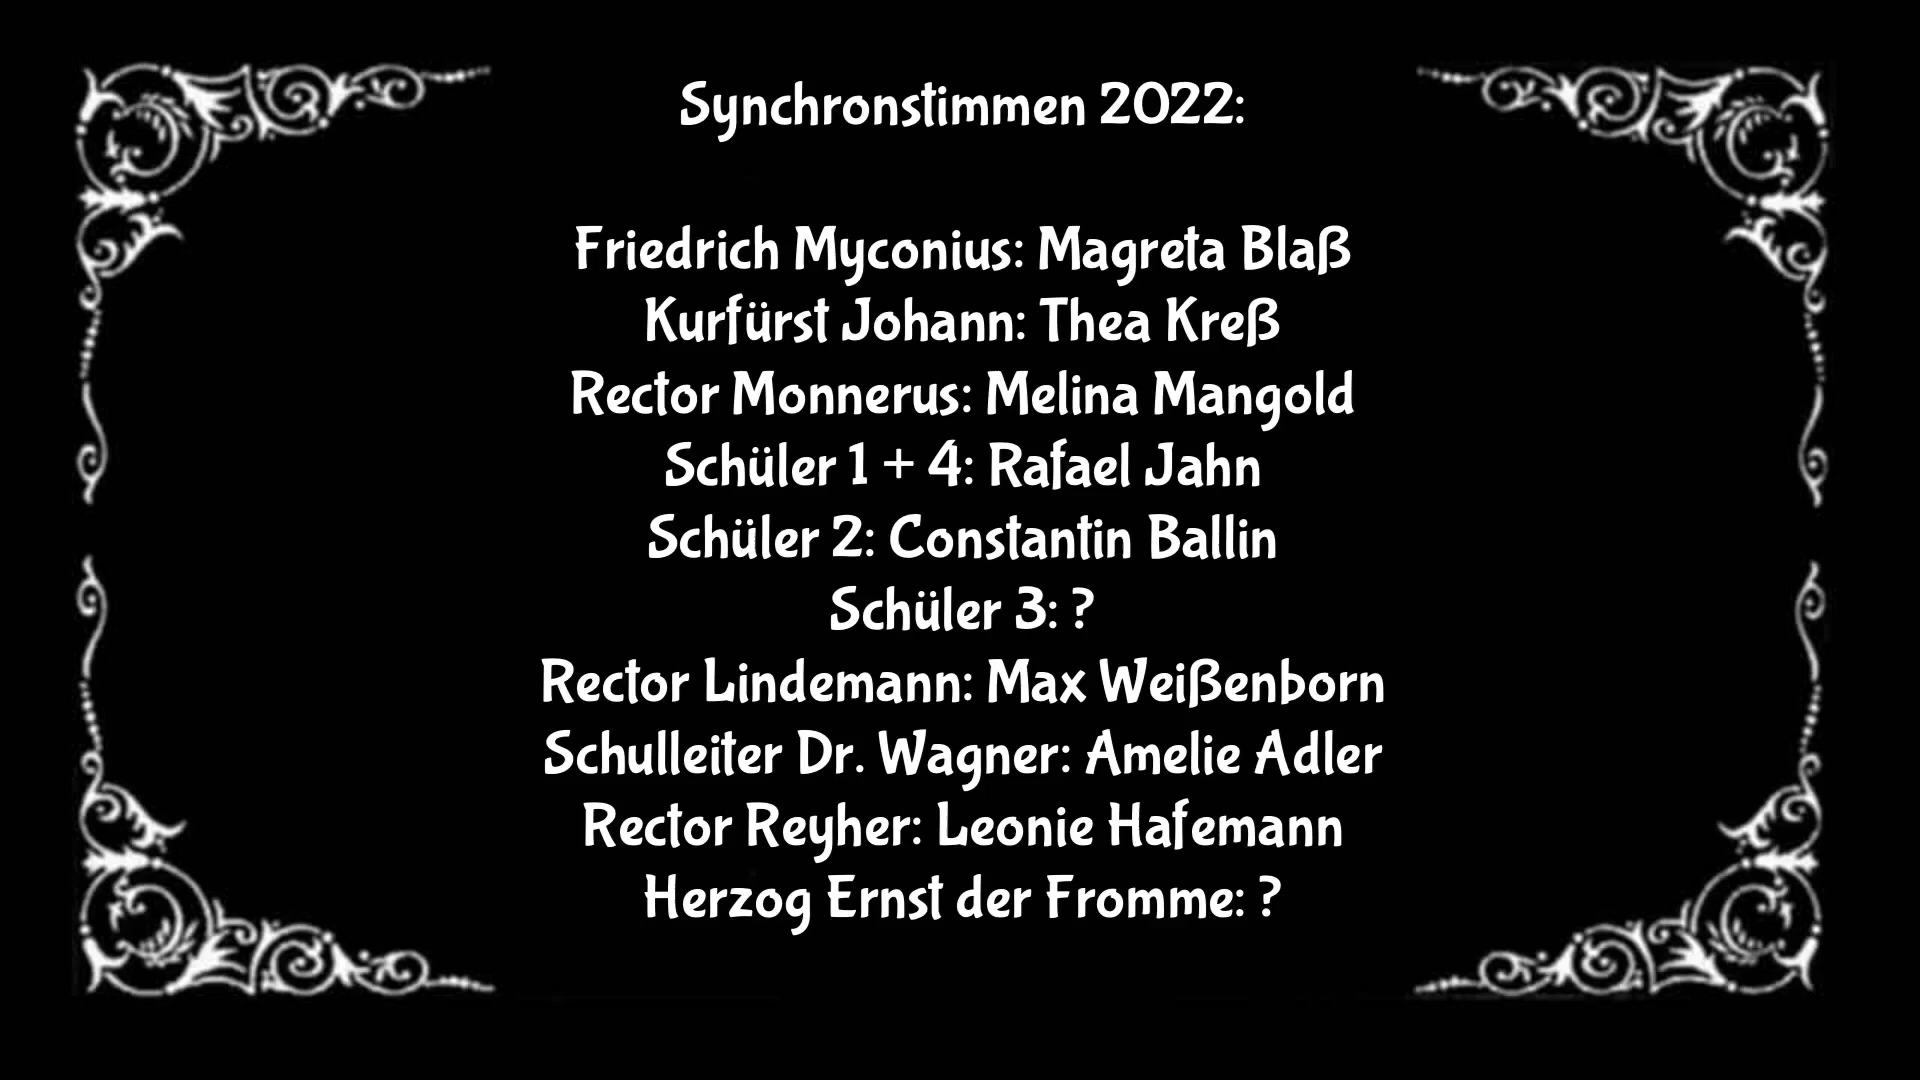 Synchronstimmen 2022:
Friedrich Myconius: Magreta Blaß
Kurfürst Johann: Thea Kreß
Rector Monnerus: Melina Mangold
Schüler 1 + 4: Rafael Jahn
Schüler 2: Constantin Ballin
Schüler 3: ?
Rector Lindemann: Max Weißenborn
Schulleiter Dr. Wagner: Amelie Adler
Rector Reyher: Leonie Hafemann
Herzog Ernst der Fromme: ?